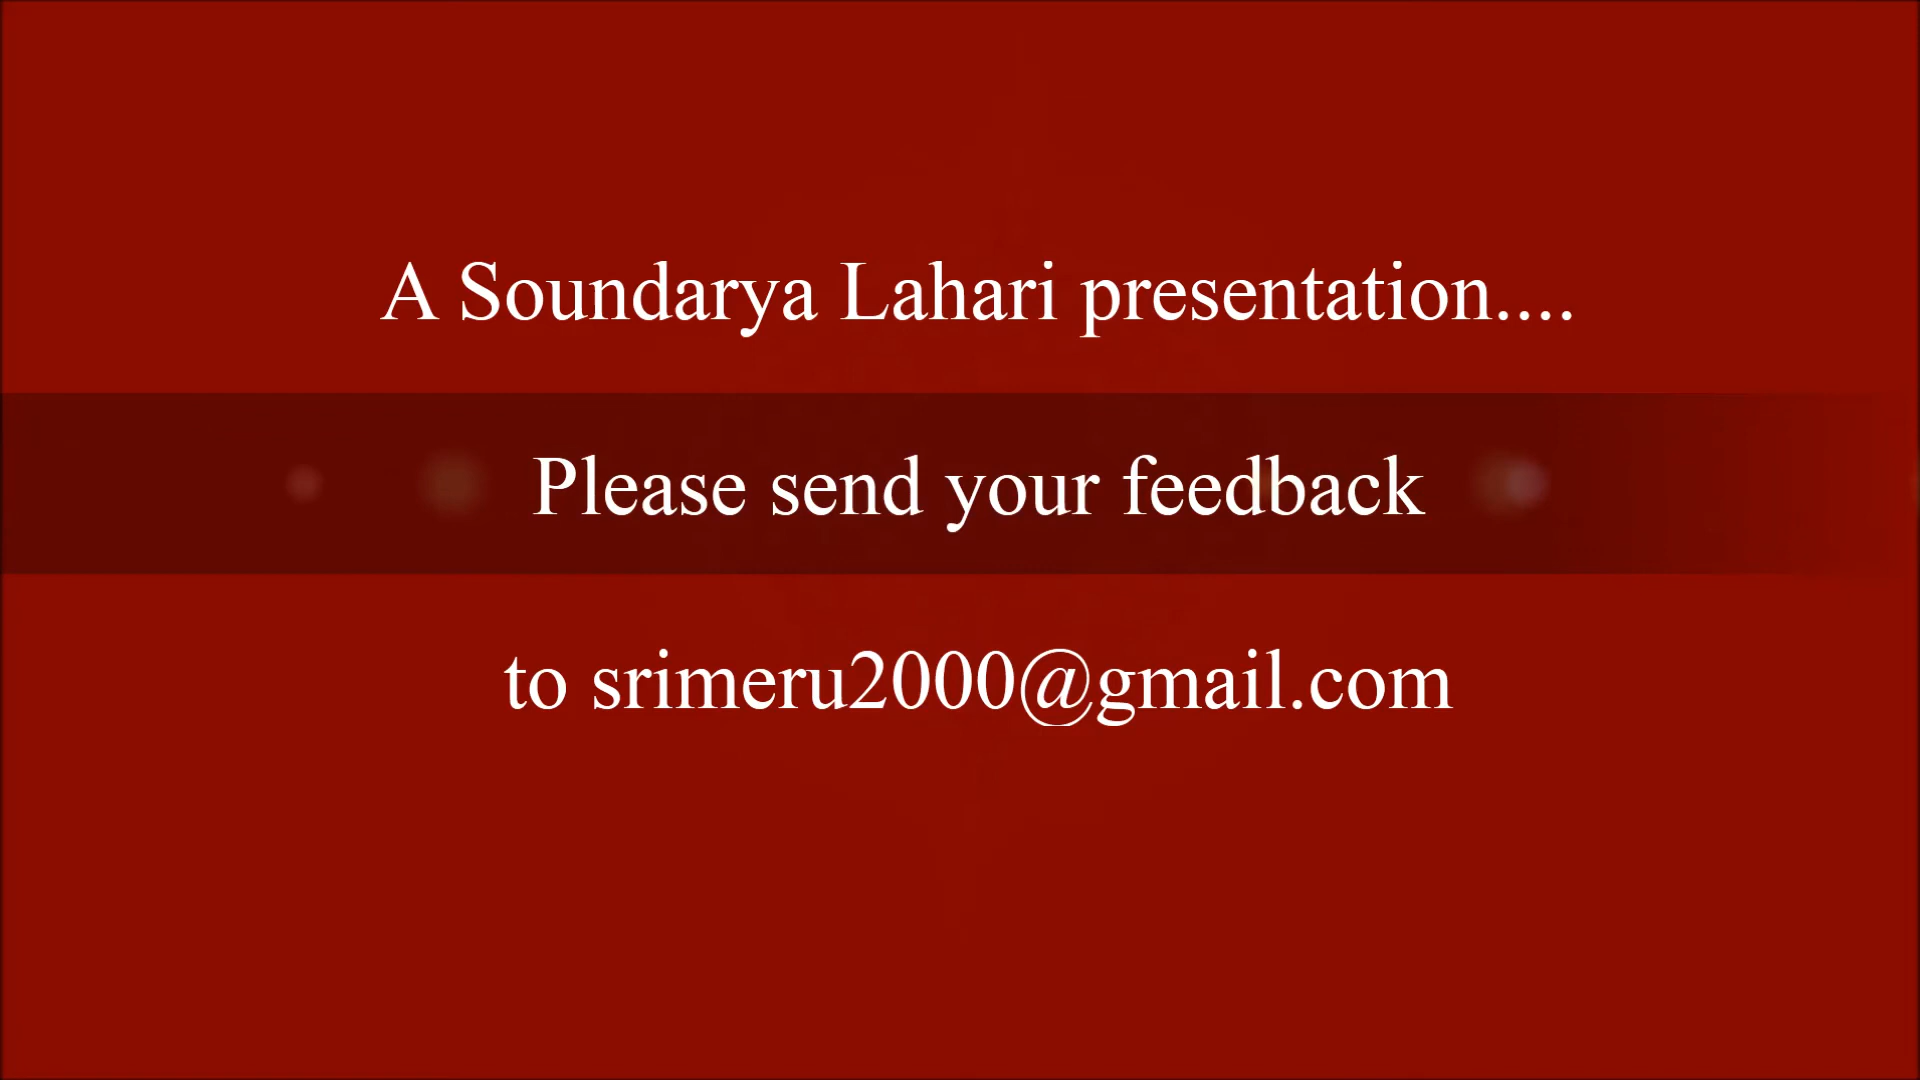 A Soundarya Lahari presentation....
Please send your feedback
to srimeru2000@gmail.com